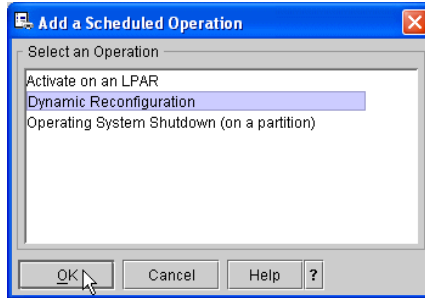 Add a Scheduled Operation
Select an Operation
Activate on an LPAR
Dynamic Reconfiguration
Operating System Shutdown (on a partition)
OK Cancel Help ?